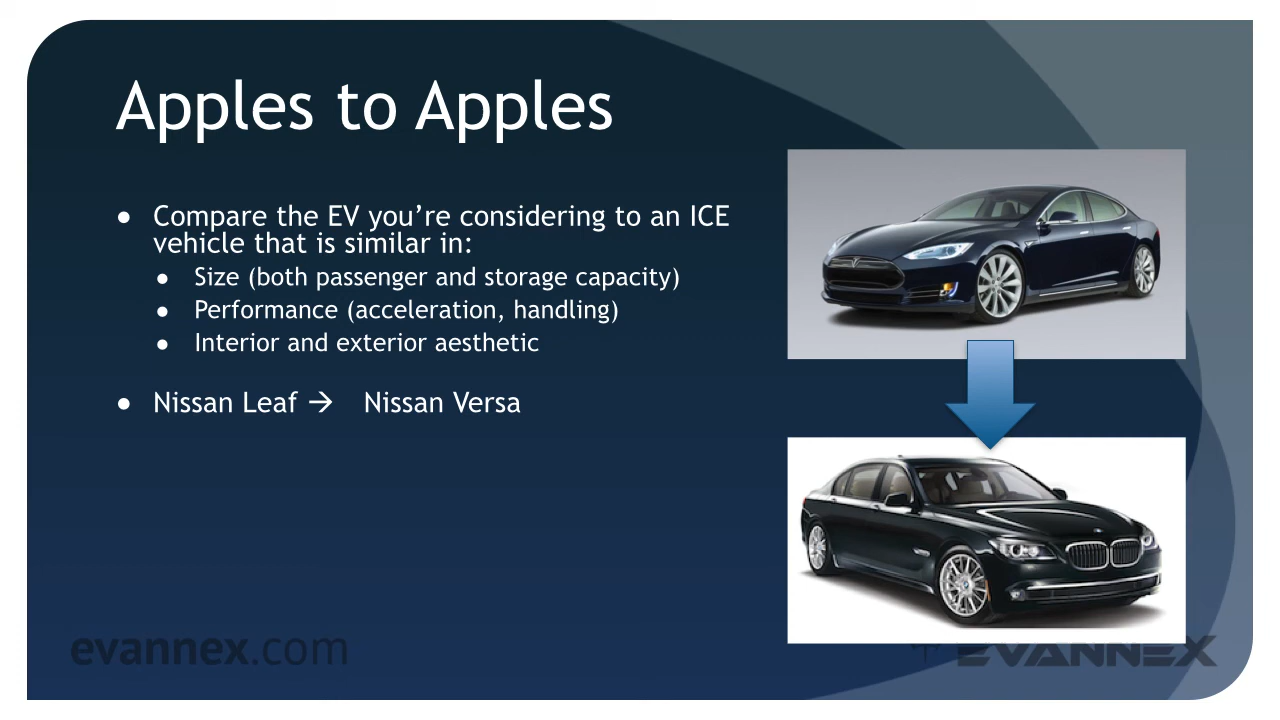 Apples to Apples
● Compare the EV you’re considering to an ICE
vehicle that is similar in:
● Size (both passenger and storage capacity)
● Performance (acceleration, handling)
● Interior and exterior aesthetic
● Nissan Leaf → Nissan Versa
evannex.com
EVANNEX